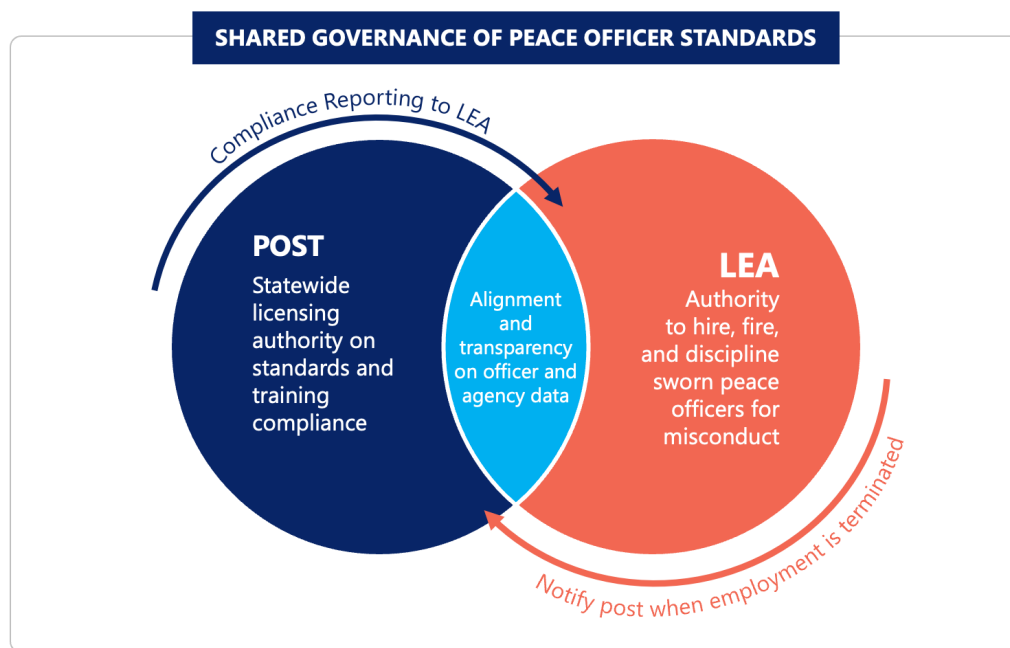 SHARED GOVERNANCE OF PEACE OFFICER STANDARDS
Compliance Reporting to LEA
POST
Statewide
licensing
authority on
standards and
training
compliance
Alignment
and
transparency
on officer and
agency data
LEA
Authority
to hire, fire,
and discipline
sworn peace
officers for
misconduct
Notify post when employment is terminated